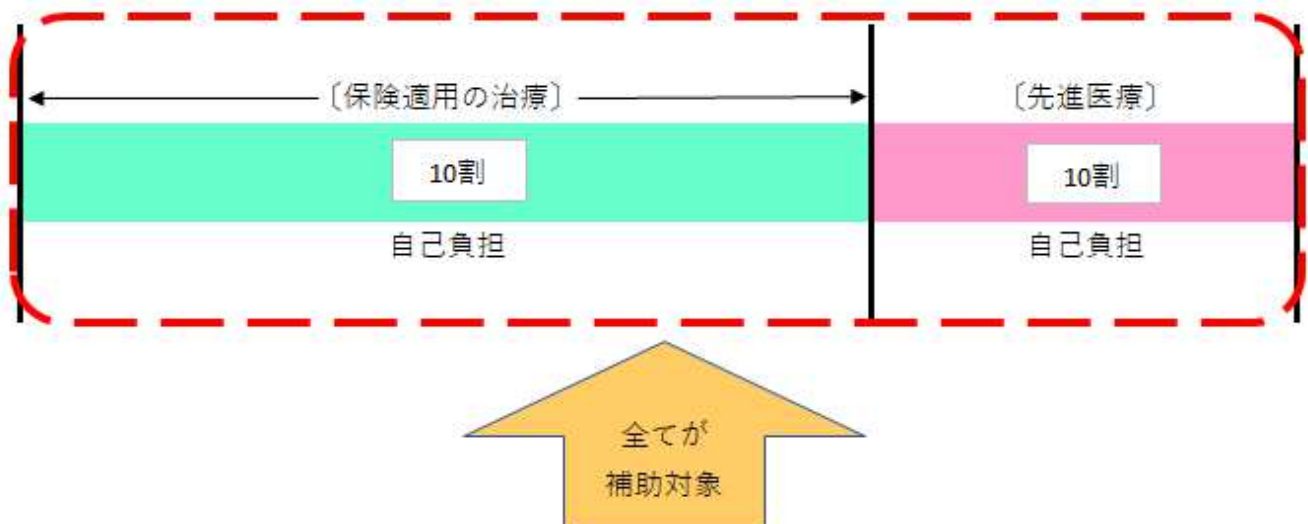 〔保険適用の治療〕
〔先進医療〕
10割
10割
自己負担
自己負担
全てが
補助対象